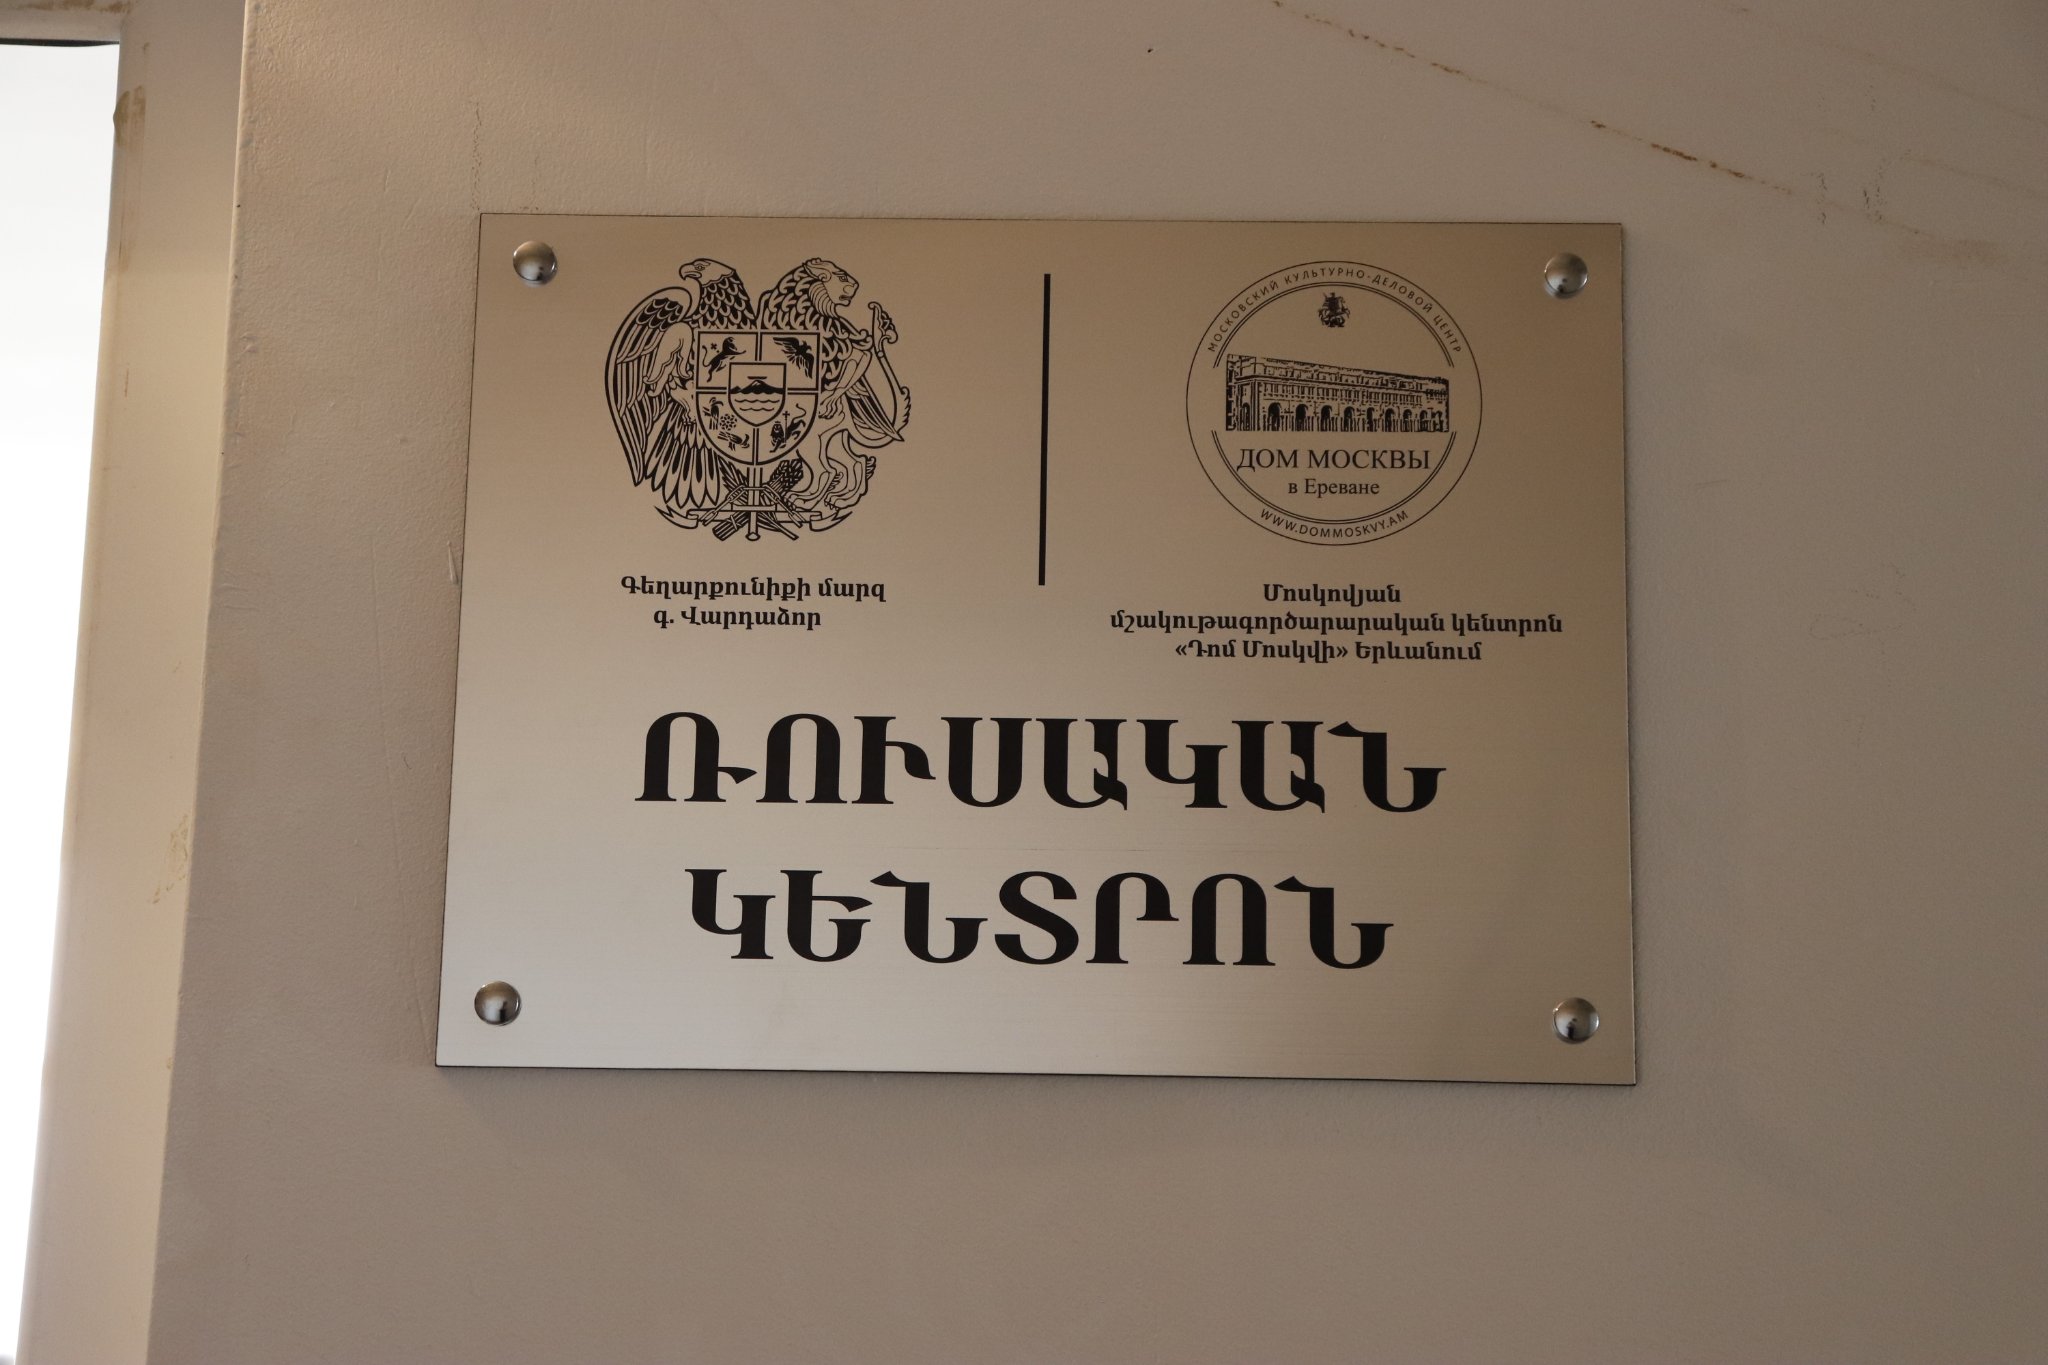 Գեղարքունիքի մարզ
գ. Վարդաձոր
МОСКОВСКИЙ КУЛЬТУРНО-ДЕЛОВОЙ ЦЕНТР
ДОМ МОСКВЫ
в Ереване
WWW.DOMMOSKVY.AM
Մոսկովյան
մշակութագործարարական կենտրոն
«Դոմ Մոսկվի» Երևանում
ՌՈՒՍԱԿԱՆ
ԿԵՆՏՐՈՆ